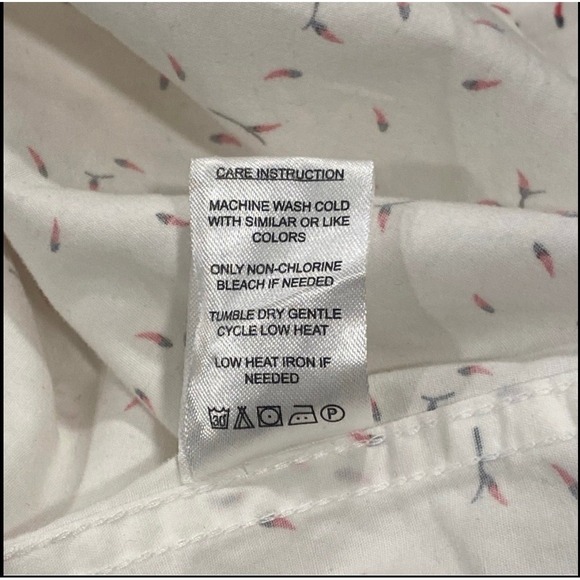 CARE INSTRUCTION
MACHINE WASH COLD
WITH SIMILAR OR LIKE
COLORS
ONLY NON-CHLORINE
BLEACH IF NEEDED
TUMBLE DRY GENTLE
CYCLE LOW HEAT
LOW HEAT IRON IF
NEEDED
30 P